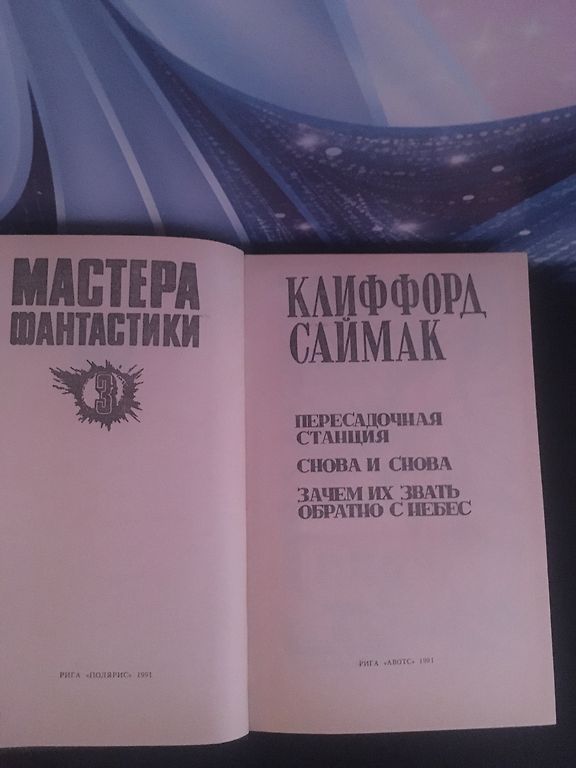 МАСТЕРА
ФАНТАСТИКИ
3
РИГА «ПОЛЯРИС» 1991
КЛИФФОРД
САЙМАК
ПЕРЕСАДОЧНАЯ
СТАНЦИЯ
СНОВА И СНОВА
ЗАЧЕМ ИХ ЗВАТЬ
ОБРАТНО С НЕБЕС
РИГА «АВОТС» 1991